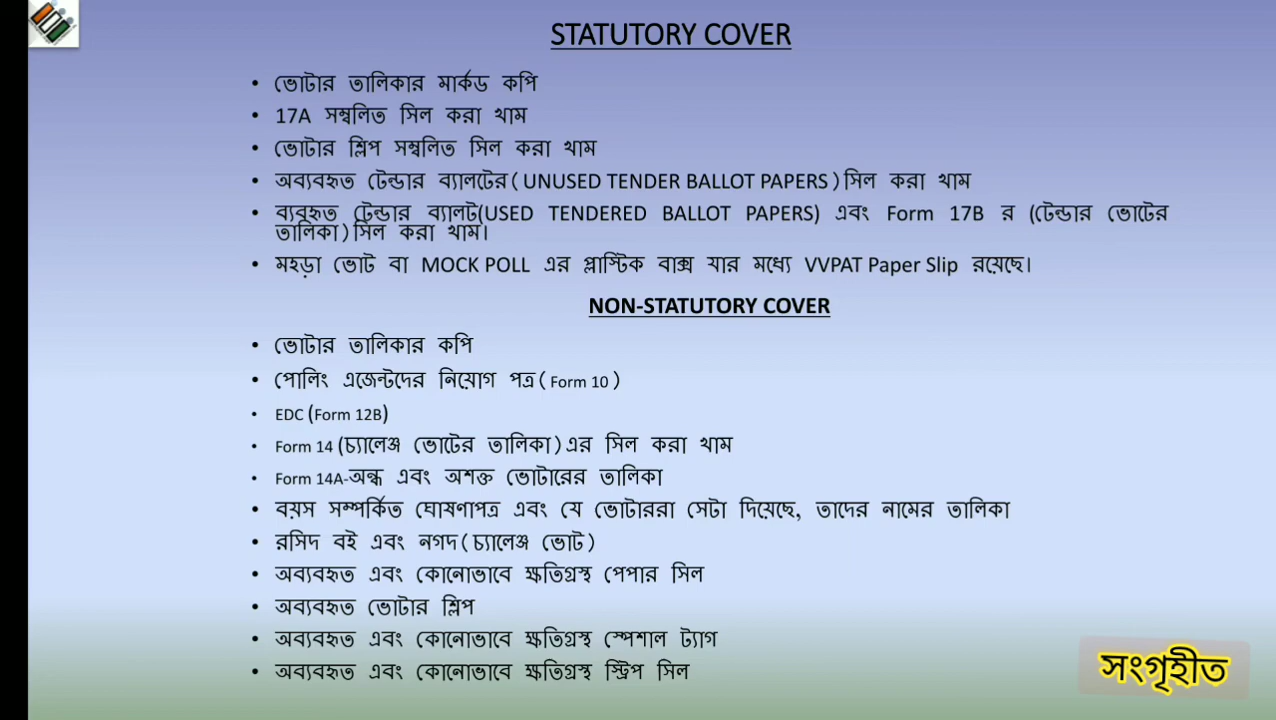 STATUTORY COVER
• ভোটার তালিকার মার্কড কপি
• 17A সম্বলিত সিল করা খাম
• ভোটার শ্লিপ সম্বলিত সিল করা খাম
• অব্যবহৃত টেন্ডার ব্যালটের( UNUSED TENDER BALLOT PAPERS )সিল করা খাম
• ব্যবহৃত টেন্ডার ব্যালট(USED TENDERED BALLOT PAPERS) এবং Form 17B র (টেন্ডার ভোটের
তালিকা)সিল করা খাম।
• মহড়া ভোট বা MOCK POLL এর প্লাস্টিক বাক্স যার মধ্যে VVPAT Paper Slip রয়েছে।
NON-STATUTORY COVER
• ভোটার তালিকার কপি
• পোলিং এজেন্টদের নিয়োগ পত্র( Form 10 )
• EDC (Form 12B)
• Form 14 (চ্যালেঞ্জ ভোটের তালিকা)এর সিল করা খাম
• Form 14A-অন্ধ এবং অশক্ত ভোটারের তালিকা
• বয়স সম্পর্কিত ঘোষণাপত্র এবং যে ভোটাররা সেটা দিয়েছে, তাদের নামের তালিকা
• রসিদ বই এবং নগদ(চ্যালেঞ্জ ভোট)
• অব্যবহৃত এবং কোনোভাবে ক্ষতিগ্রস্থ পেপার সিল
• অব্যবহৃত ভোটার শ্লিপ
• অব্যবহৃত এবং কোনোভাবে ক্ষতিগ্রস্থ স্পেশাল ট্যাগ
• অব্যবহৃত এবং কোনোভাবে ক্ষতিগ্রস্থ স্ট্রিপ সিল
সংগৃহীত